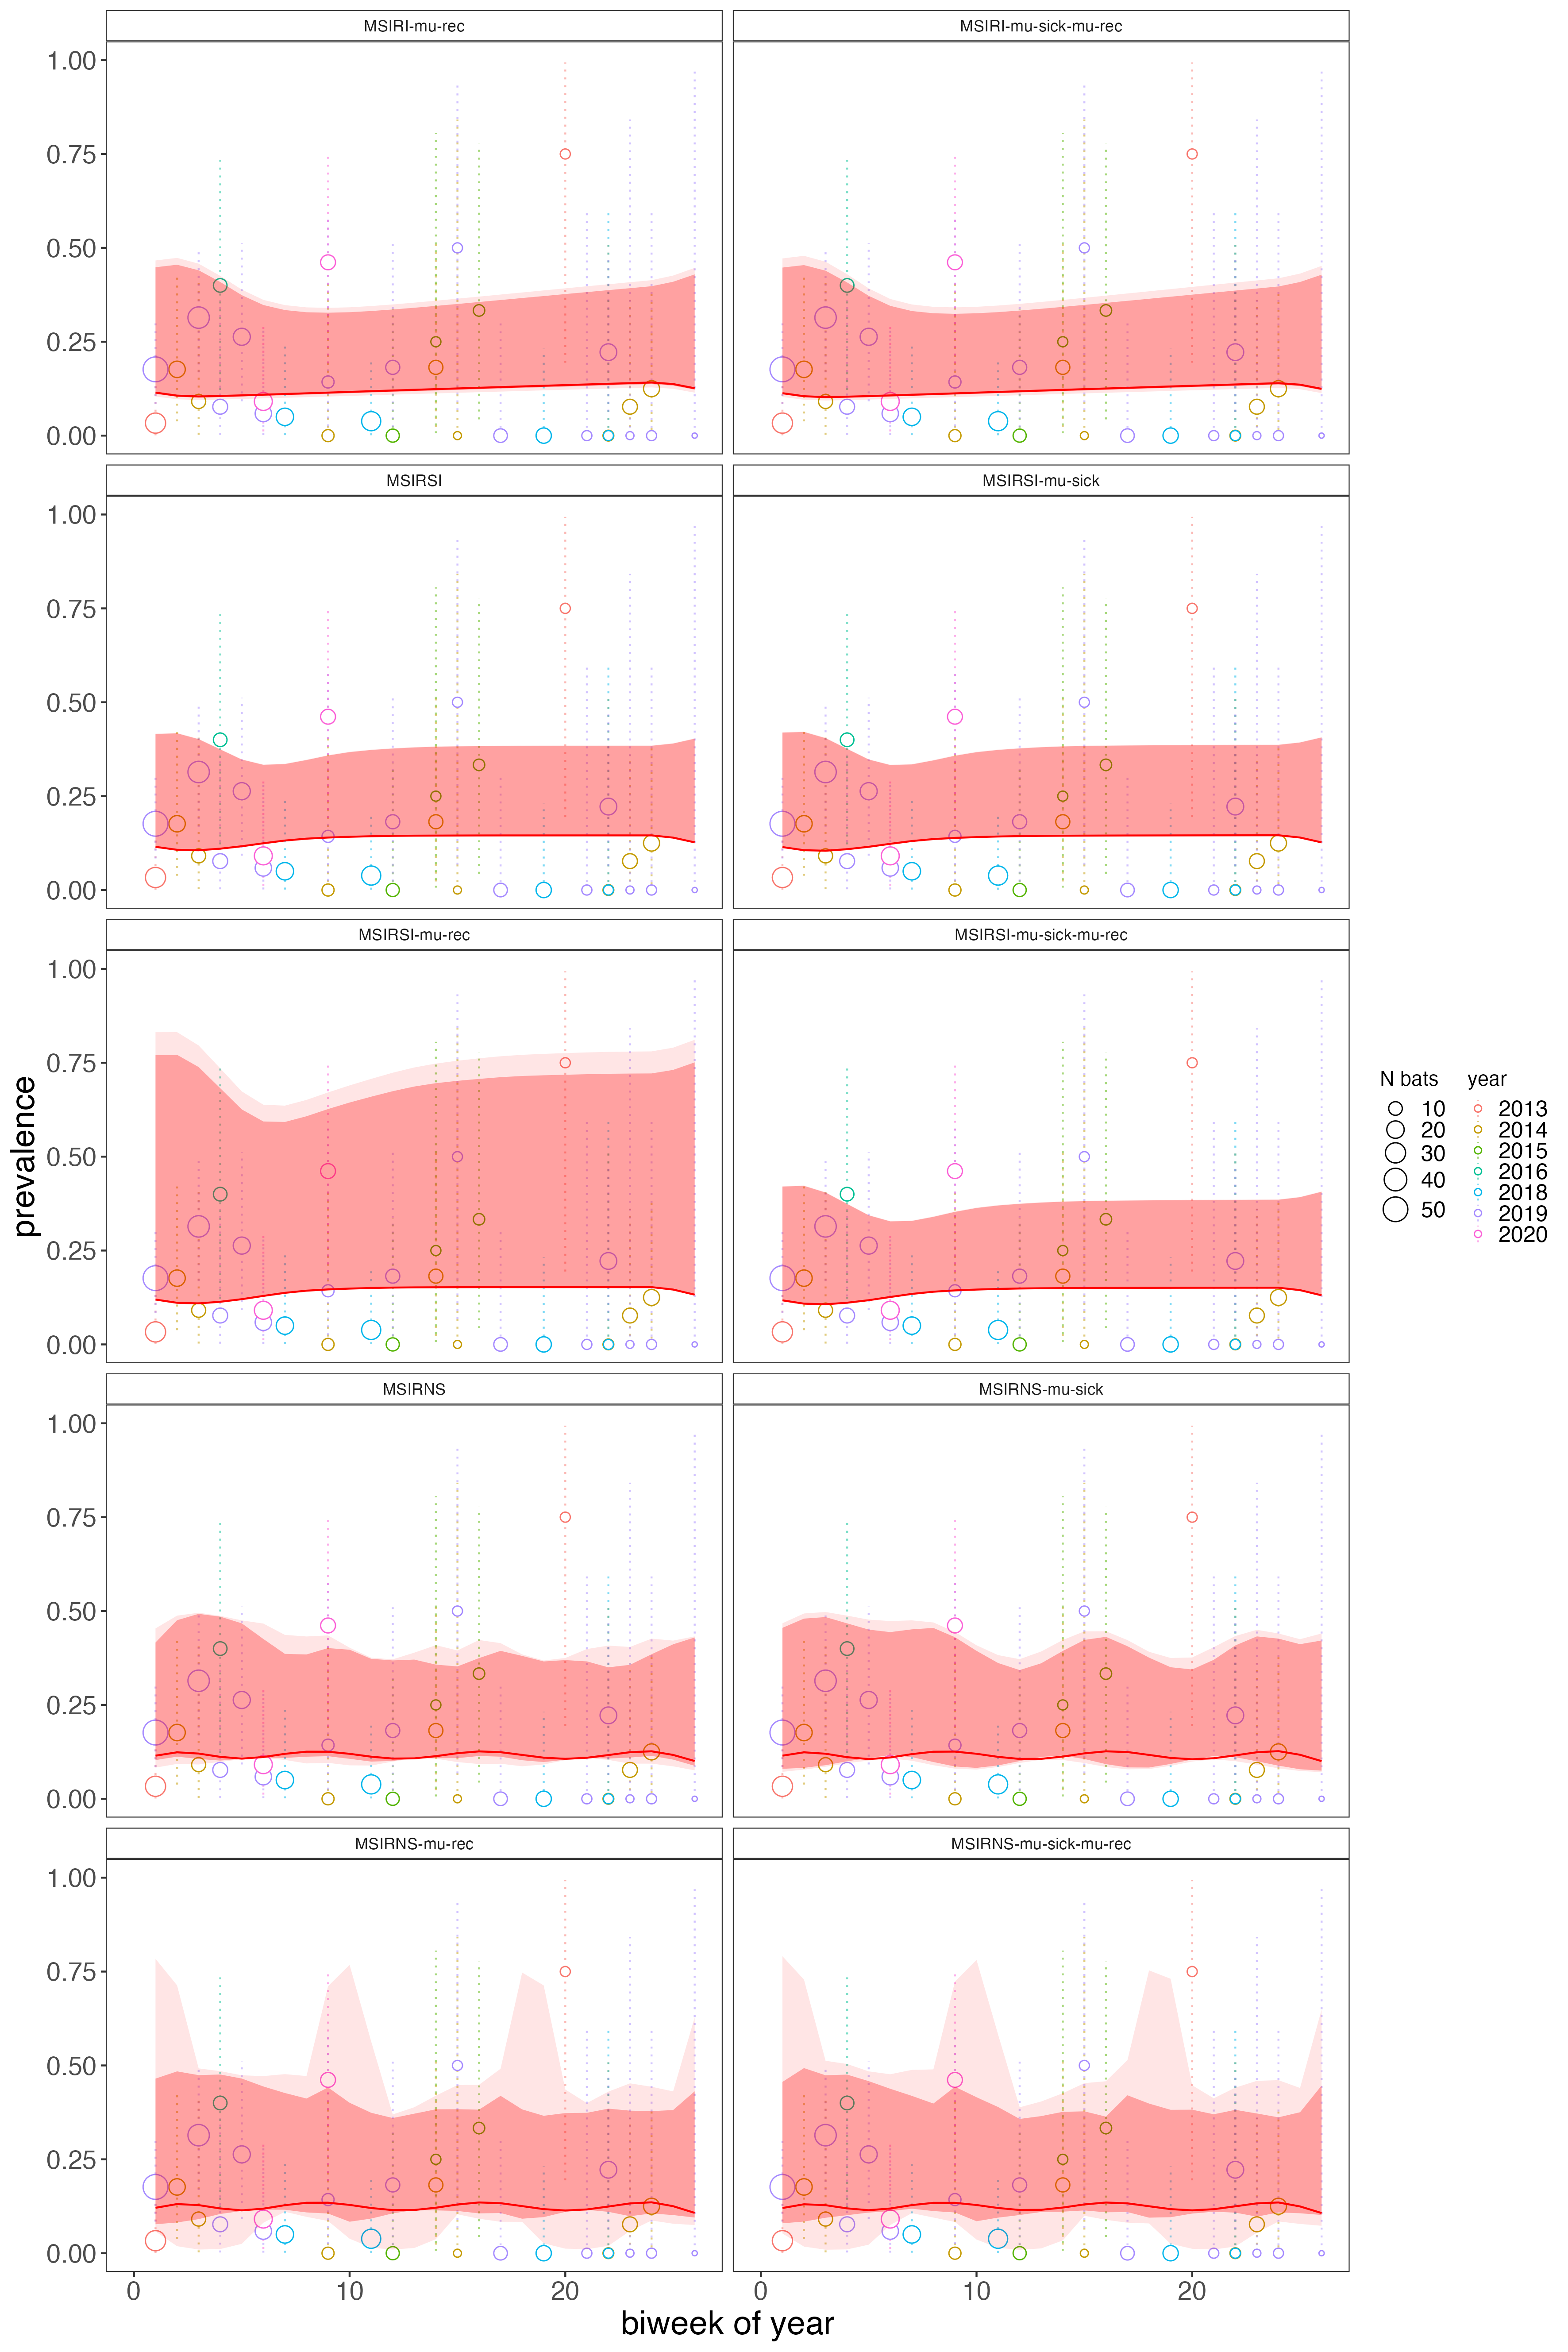 MSIRI-mu-rec
MSIRI-mu-sick-mu-rec
1.00
0.75
0.50
0.25
0.00
MSIRSI
MSIRSI-mu-sick
1.00
0.75
0.50
0.25
0.00
MSIRSI-mu-rec
MSIRSI-mu-sick-mu-rec
1.00
0.75
0.50
0.25
0.00
prevalence
N bats
10
20
30
40
50
year
2013
2014
2015
2016
2018
2019
2020
MSIRNS
MSIRNS-mu-sick
1.00
0.75
0.50
0.25
0.00
MSIRNS-mu-rec
MSIRNS-mu-sick-mu-rec
1.00
0.75
0.50
0.25
0.00
0 10 20
0 10 20
biweek of year